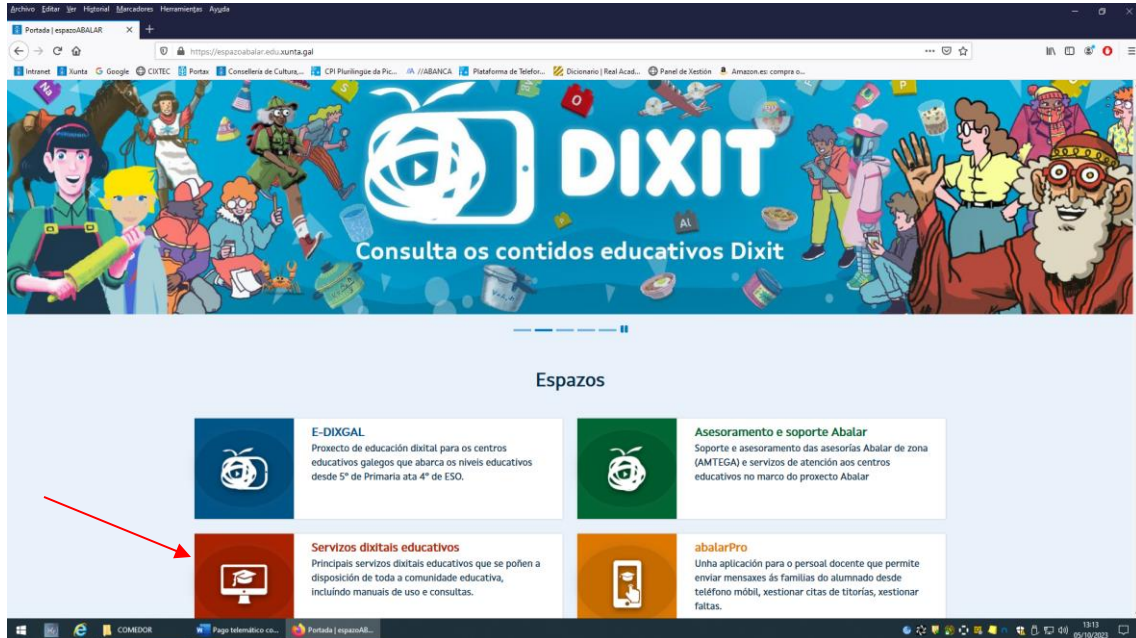 Archivo Editar Ver Historial Marcadores Herramientas Ayuda
Portada | espazoABALAR
https://espazoabalar.edu.xunta.gal
Intranet Xunta Google CIXTEC Portax Consellería de Cultura,... CPI Plurilingüe da Pic... //ABANCA Plataforma de Telefor... Dicionario | Real Acad... Panel de Xestión Amazon.es: compra o...
DIXIT
Consulta os contidos educativos Dixit
Na
S
O
P
Al
Espazos
E-DIXGAL
Proxecto de educación dixital para os centros
educativos galegos que abarca os niveis educativos
desde 5º de Primaria ata 4º de ESO.
Asesoramento e soporte Abalar
Soporte e asesoramento das asesorías Abalar de zona
(AMTEGA) e servizos de atención aos centros
educativos no marco do proxecto Abalar
Servizos dixitais educativos
Principais servizos dixitais educativos que se poñen a
disposición de toda a comunidade educativa,
incluíndo manuais de uso e consultas.
abalarPro
Unha aplicación para o persoal docente que permite
enviar mensaxes ás familias do alumnado desde
teléfono móbil, xestionar citas de titorías, xestionar
faltas.
COMEDOR
Pago telemático co...
Portada | espazoAB...
13:13
05/10/2023